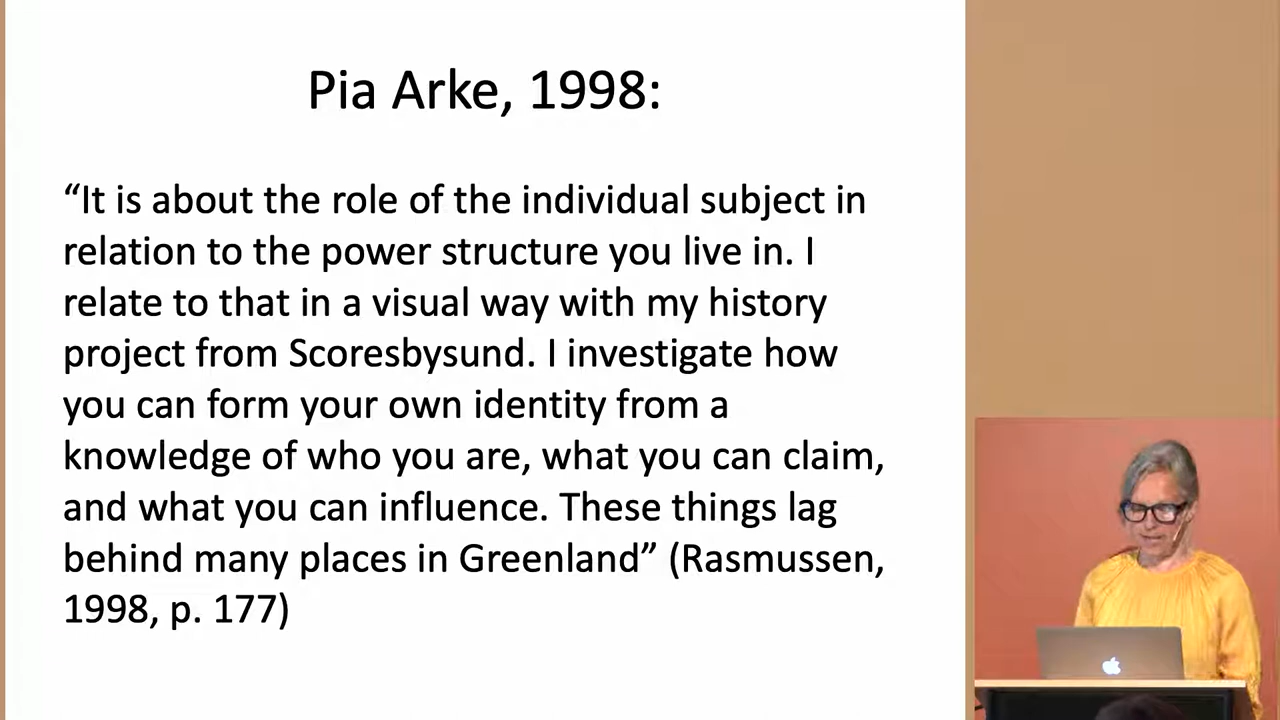 Pia Arke, 1998:
“It is about the role of the individual subject in
relation to the power structure you live in. I
relate to that in a visual way with my history
project from Scoresbysund. I investigate how
you can form your own identity from a
knowledge of who you are, what you can claim,
and what you can influence. These things lag
behind many places in Greenland” (Rasmussen,
1998, p. 177)